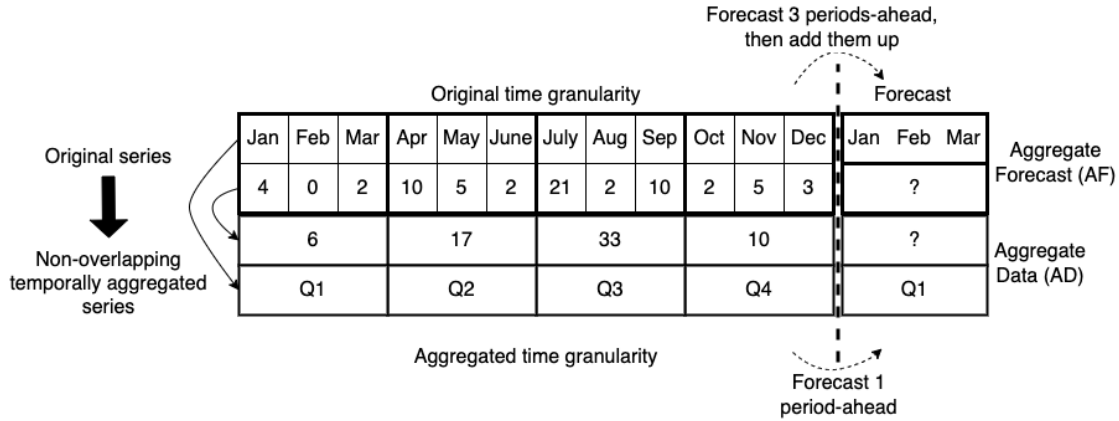 Forecast 3 periods-ahead,
then add them up
Original time granularity
Forecast
Original series
Jan Feb Mar Apr May June July Aug Sep Oct Nov Dec Jan Feb Mar
4 0 2 10 5 2 21 2 10 2 5 3 ?
Aggregate
Forecast (AF)
Non-overlapping
temporally aggregated
series
6 17 33 10 ?
Q1 Q2 Q3 Q4 Q1
Aggregate
Data (AD)
Aggregated time granularity
Forecast 1
period-ahead